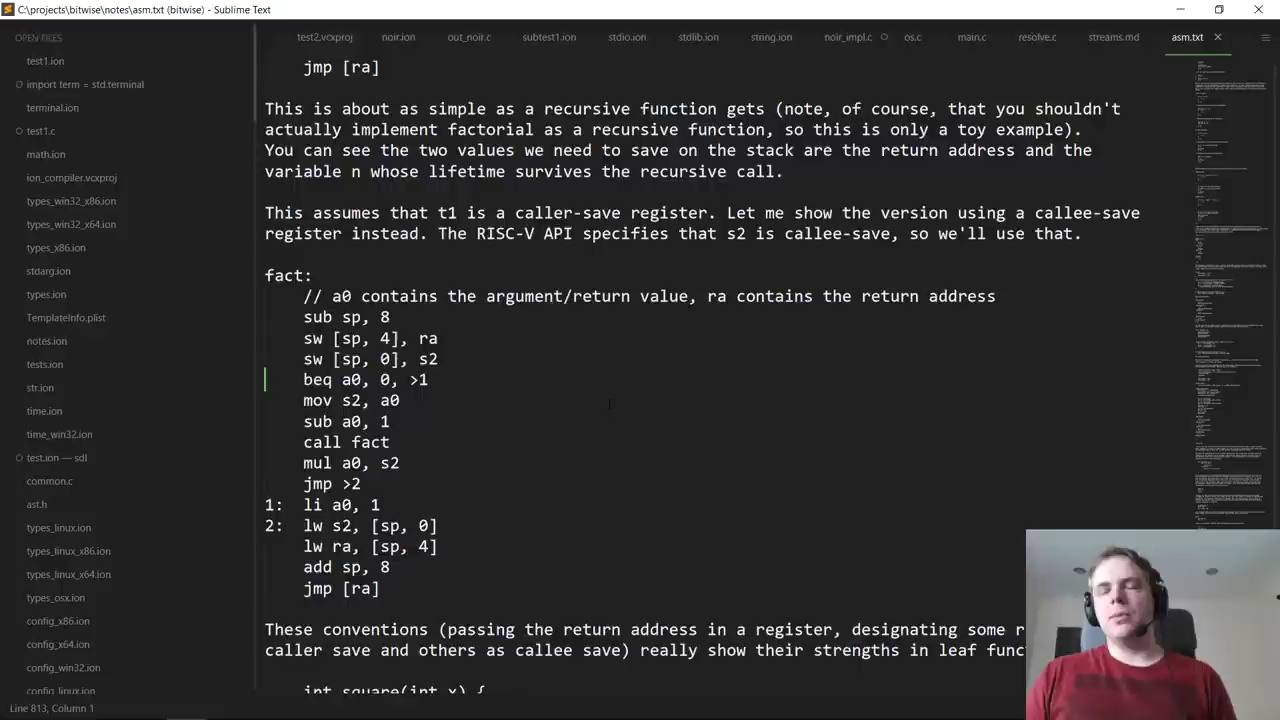 C:\projects\bitwise\notes\asm.txt (bitwise) - Sublime Text
OPEN FILES
test2.vcxproj noir.ion out_noir.c subtest1.ion stdio.ion stdlib.ion string.ion noir_impl.c os.c main.c resolve.c streams.md asm.txt
test1.ion
import term = std.terminal
terminal.ion
test1.c
math.ion
ion_compiler.vcxproj
types_win32_x86.ion
types_win32_x64.ion
types_x86.ion
stdarg.ion
types.ion
TemplateInfo.plist
notes.ion
tests.ion
str.ion
time.ion
time_win32.ion
test.ion — sdl
common.c
ast.h
types_linux.ion
types_linux_x86.ion
types_linux_x64.ion
types_osx.ion
config_x86.ion
config_x64.ion
config_win32.ion
config_linux.ion
jmp [ra]
This is about as simple as a recursive function gets (note, of course, that you shouldn't
actually implement factorial as a recursive function, so this is only a toy example).
You can see the two values we need to save on the stack are the return address and the
variable n whose lifetime survives the recursive call.
This assumes that t1 is a caller-save register. Let me show the version using a callee-save
register instead. The RISC-V API specifies that s2 is callee-save, so we'll use that.
fact:
// a0 contains the argument/return value, ra contains the return address
sub sp, 8
sw [sp, 4], ra
sw [sp, 0], s2
beq a0, 0, >1
mov s2, a0
sub a0, 1
call fact
mul a0, s2
jmp >2
1: li a0, 1
2: lw s2, [sp, 0]
lw ra, [sp, 4]
add sp, 8
jmp [ra]
These conventions (passing the return address in a register, designating some
caller save and others as callee save) really show their strengths in leaf
int square(int x) {
Line 813, Column 1